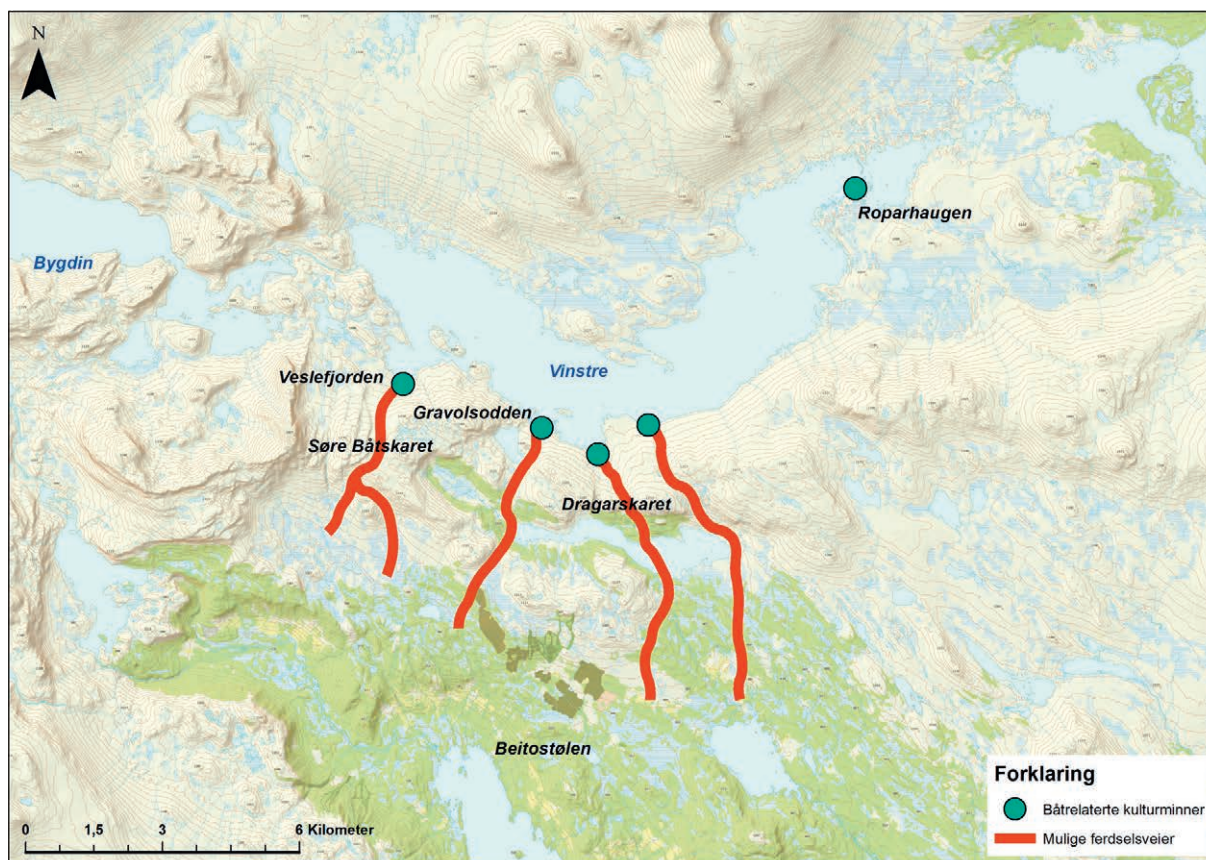 N
Roparhaugen
Bygdin
Vinstre
Veslefjorden
Gravolsodden
Søre Båtskaret
Dragarskaret
Beitostølen
Forklaring
Båtrelaterte kulturminner
Mulige ferdselsveier
0 1,5 3 6 Kilometer